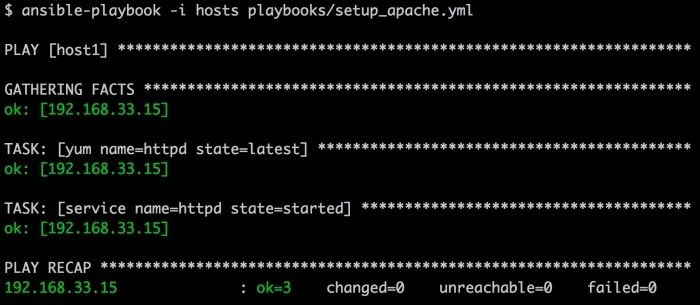 $ ansible-playbook -i hosts playbooks/setup_apache.yml
PLAY [host1] ******************************************************************
GATHERING FACTS ***************************************************************
ok: [192.168.33.15]
TASK: [yum name=httpd state=latest] *******************************************
ok: [192.168.33.15]
TASK: [service name=httpd state=started] **************************************
ok: [192.168.33.15]
PLAY RECAP ********************************************************************
192.168.33.15              : ok=3    changed=0    unreachable=0    failed=0